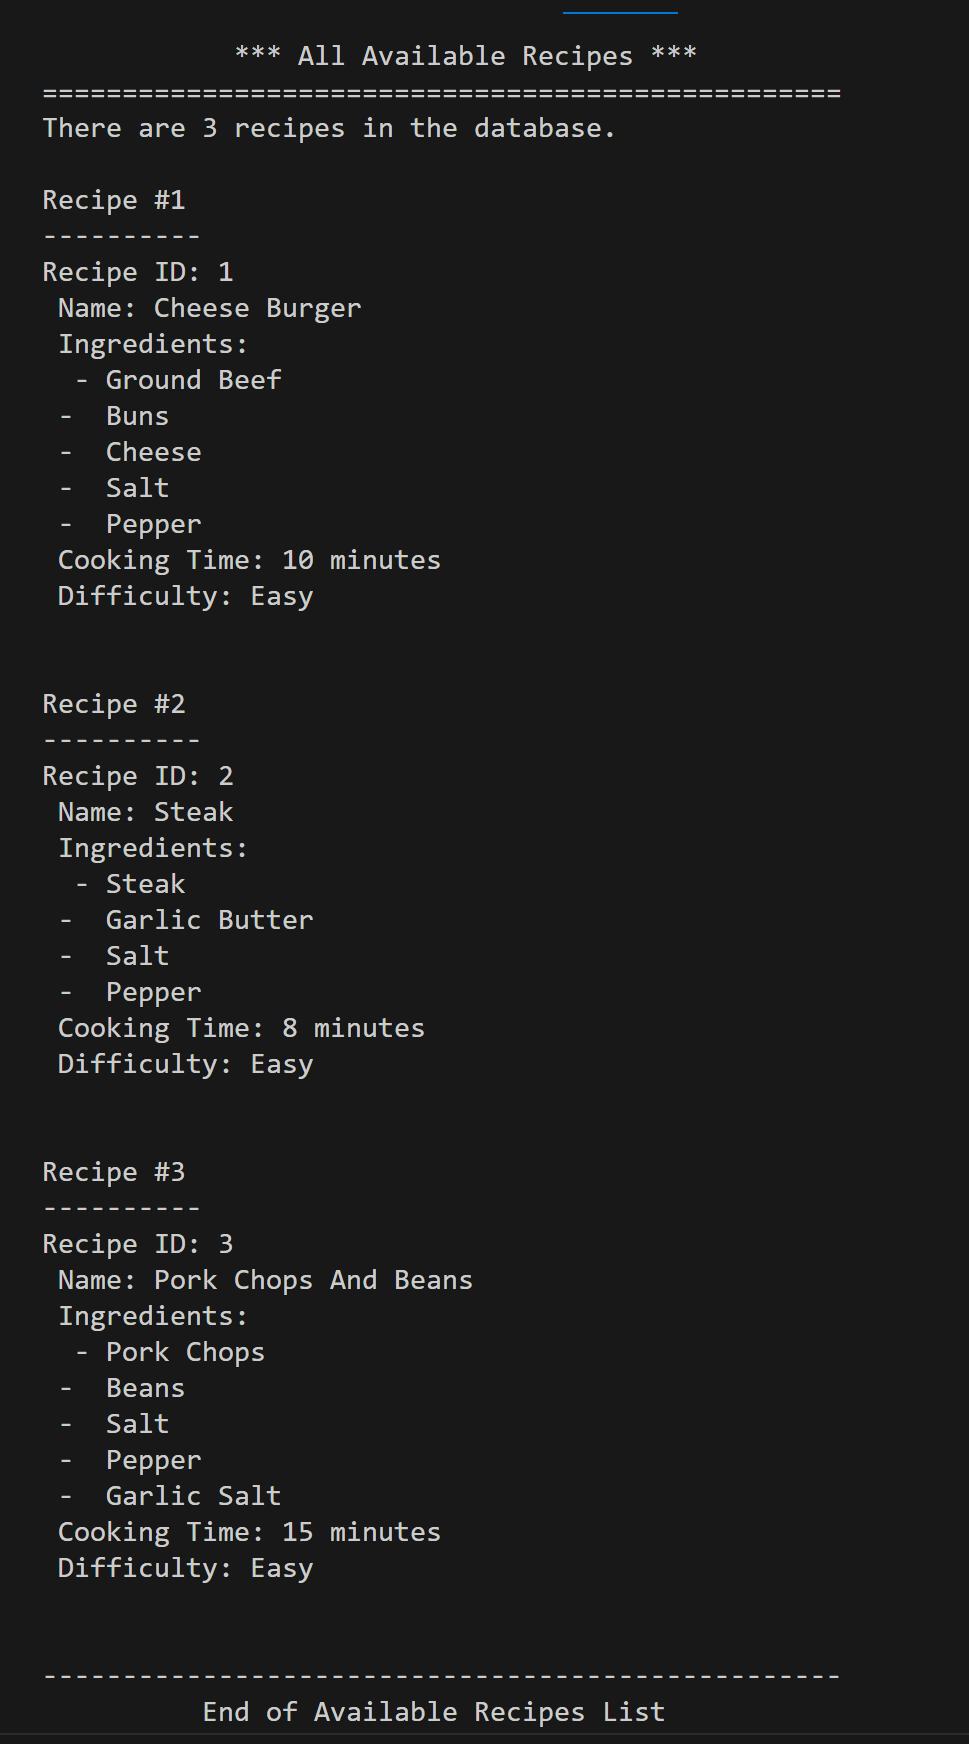 *** All Available Recipes ***
==================================================
There are 3 recipes in the database.

Recipe #1
----------
Recipe ID: 1
 Name: Cheese Burger
 Ingredients:
  - Ground Beef
 -  Buns
 -  Cheese
 -  Salt
 -  Pepper
 Cooking Time: 10 minutes
 Difficulty: Easy

Recipe #2
----------
Recipe ID: 2
 Name: Steak
 Ingredients:
  - Steak
 -  Garlic Butter
 -  Salt
 -  Pepper
 Cooking Time: 8 minutes
 Difficulty: Easy

Recipe #3
----------
Recipe ID: 3
 Name: Pork Chops And Beans
 Ingredients:
  - Pork Chops
 -  Beans
 -  Salt
 -  Pepper
 -  Garlic Salt
 Cooking Time: 15 minutes
 Difficulty: Easy

--------------------------------------------------
          End of Available Recipes List